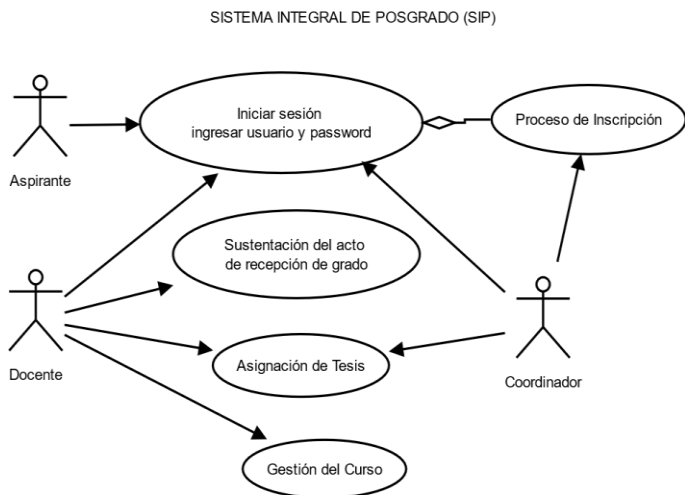 SISTEMA INTEGRAL DE POSGRADO (SIP)
Iniciar sesión
ingresar usuario y password
Proceso de Inscripción
Aspirante
Sustentación del acto
de recepción de grado
Docente
Asignación de Tesis
Coordinador
Gestión del Curso